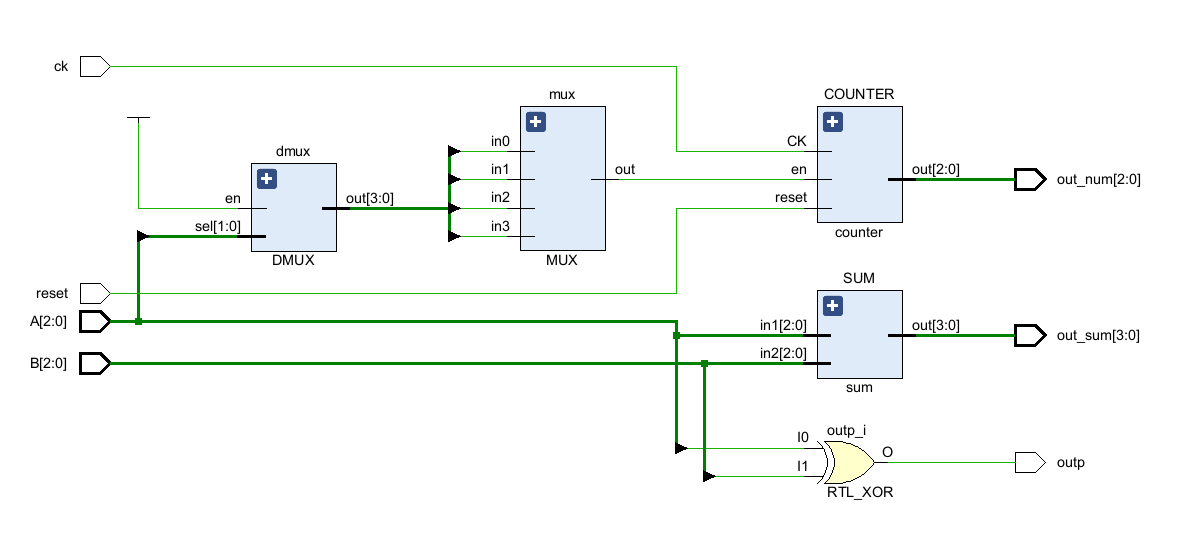 ck
mux
COUNTER
in0
CK
in1
out
en
out[2:0]
out_num[2:0]
dmux
en
out[3:0]
in2
reset
sel[1:0]
in3
counter
DMUX
MUX
reset
SUM
A[2:0]
in1[2:0]
out[3:0]
out_sum[3:0]
B[2:0]
in2[2:0]
sum
outp_i
I0
O
outp
I1
RTL_XOR